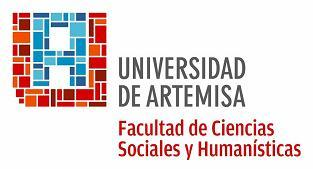 UNIVERSIDAD
DE ARTEMISA
Facultad de Ciencias
Sociales y Humanísticas